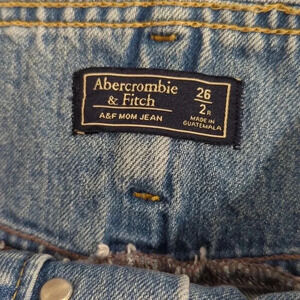 Abercrombie
& Fitch
A&F MOM JEAN
26
2R
MADE IN
GUATEMALA